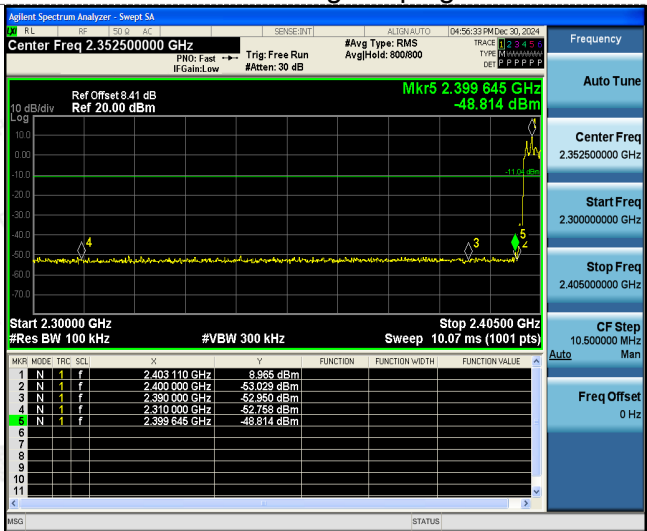 Agilent Spectrum Analyzer - Swept SA
RL RF 50 Ω AC SENSE:INT ALIGN AUTO 04:56:33 PM Dec 30, 2024
Center Freq 2.352500000 GHz
PNO: Fast
IFGain:Low
Trig: Free Run
#Atten: 30 dB
#Avg Type: RMS
Avg|Hold: 800/800
TRACE 1 2 3 4 5 6
TYPE M W W W W W
DET P P P P P P
Frequency
Auto Tune
Center Freq
2.352500000 GHz
Start Freq
2.300000000 GHz
Stop Freq
2.405000000 GHz
CF Step
10.500000 MHz
Auto Man
Freq Offset
0 Hz
Mkr5 2.399 645 GHz
-48.814 dBm
Ref Offset 8.41 dB
10 dB/div Ref 20.00 dBm
Log
10.0
0.00
-10.0
-20.0
-30.0
-40.0
-50.0
-60.0
-70.0
-11.04 dBm
1
4
3
5
2
Start 2.30000 GHz Stop 2.40500 GHz
#Res BW 100 kHz #VBW 300 kHz Sweep 10.07 ms (1001 pts)
MKR MODE TRC SCL X Y FUNCTION FUNCTION WIDTH FUNCTION VALUE
1 N 1 f 2.403 110 GHz 8.965 dBm
2 N 1 f 2.400 000 GHz -53.029 dBm
3 N 1 f 2.390 000 GHz -52.950 dBm
4 N 1 f 2.310 000 GHz -52.758 dBm
5 N 1 f 2.399 645 GHz -48.814 dBm
6
7
8
9
10
11
MSG STATUS